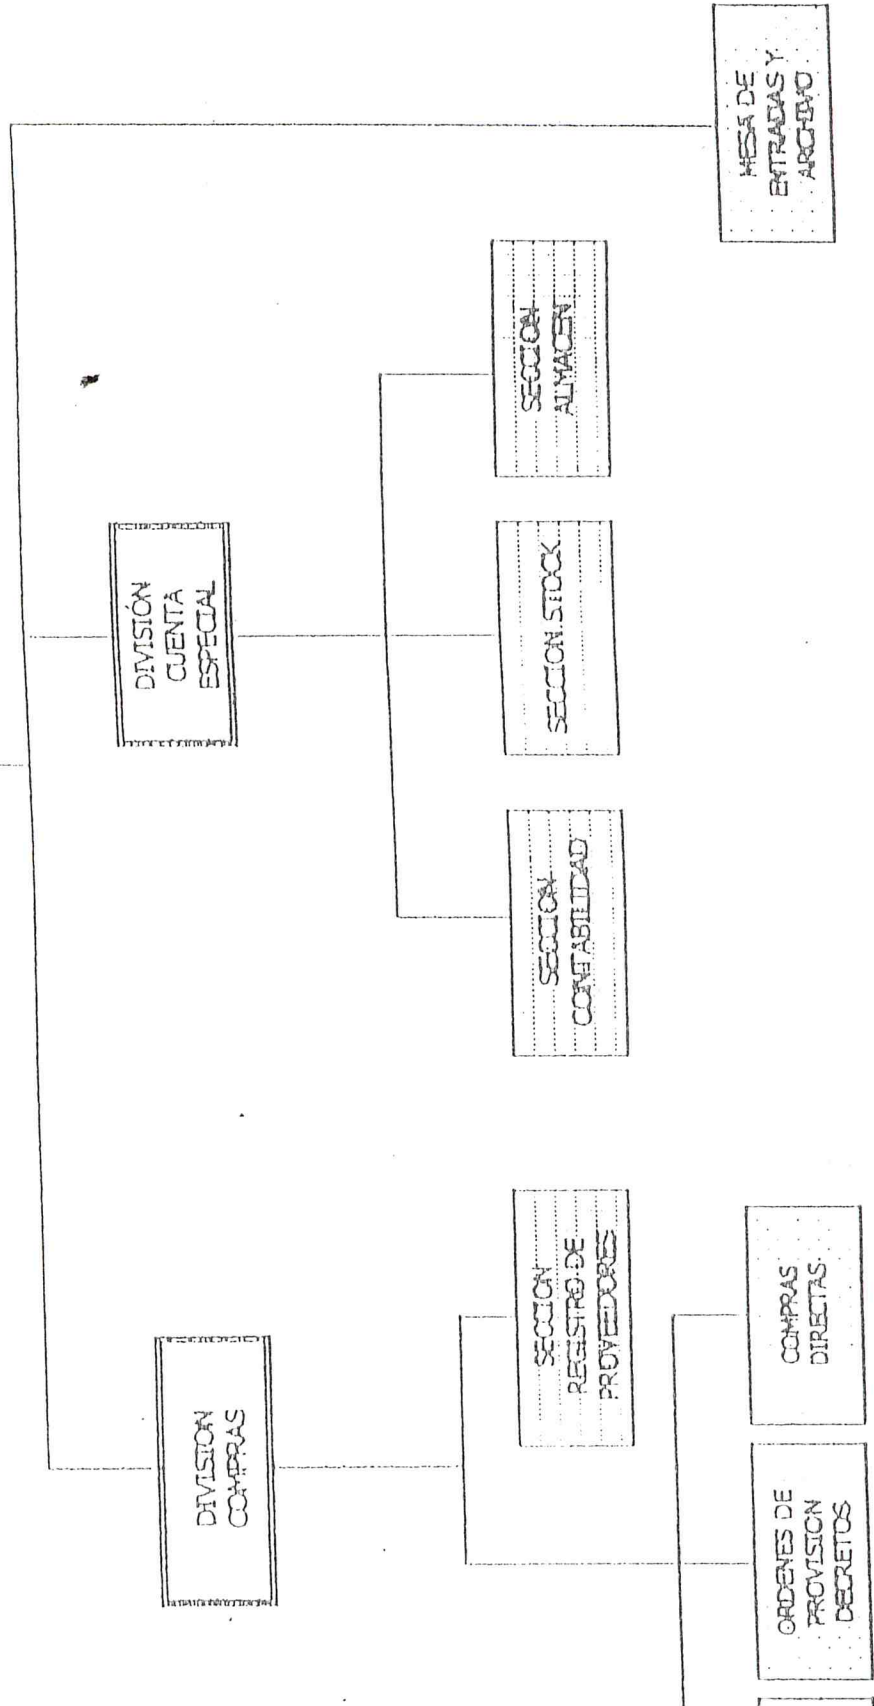 DIVISION
COMPRAS
DIVISIÓN
CUENTA
ESPECIAL
SECCION
REGISTRO DE
PROVEEDORES
SECCION
CONTABILIDAD
SECCION STOCK
SECCION
ALMACEN
ORDENES DE
PROVISION
DECRETOS
COMPRAS
DIRECTAS
MESA DE
ENTRADAS Y
ARCHIVO